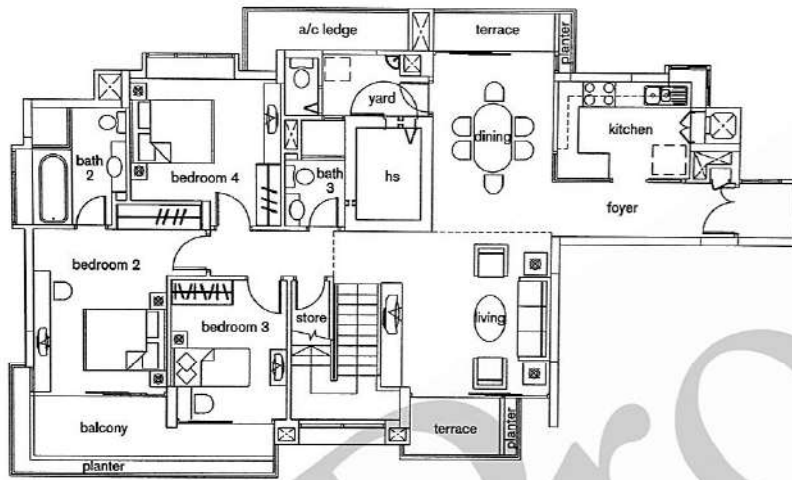 a/c ledge
terrace
planter
yard
dining
kitchen
bath
2
bedroom 4
bath
3
hs
foyer
bedroom 2
bedroom 3
store
living
balcony
terrace
planter
planter